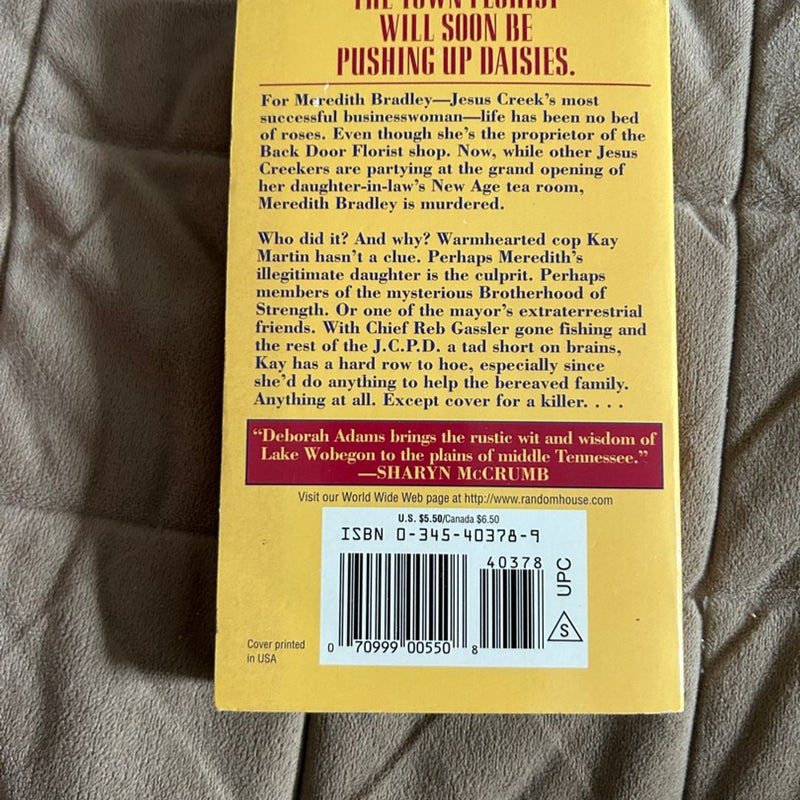 THE TOWN FLORIST
WILL SOON BE
PUSHING UP DAISIES.
For Meredith Bradley—Jesus Creek's most
successful businesswoman—life has been no bed
of roses. Even though she's the proprietor of the
Back Door Florist shop. Now, while other Jesus
Creekers are partying at the grand opening of
her daughter-in-law's New Age tea room,
Meredith Bradley is murdered.
Who did it? And why? Warmhearted cop Kay
Martin hasn't a clue. Perhaps Meredith's
illegitimate daughter is the culprit. Perhaps
members of the mysterious Brotherhood of
Strength. Or one of the mayor's extraterrestrial
friends. With Chief Reb Gassler gone fishing and
the rest of the J.C.P.D. a tad short on brains,
Kay has a hard row to hoe, especially since
she'd do anything to help the bereaved family.
Anything at all. Except cover for a killer. . . .
"Deborah Adams brings the rustic wit and wisdom of
Lake Wobegon to the plains of middle Tennessee."
—SHARYN McCRUMB
Visit our World Wide Web page at http://www.randomhouse.com
U.S. $5.50/Canada $6.50
ISBN 0-345-40378-9
40378
UPC
S
0 70999 00550 8
Cover printed
in USA